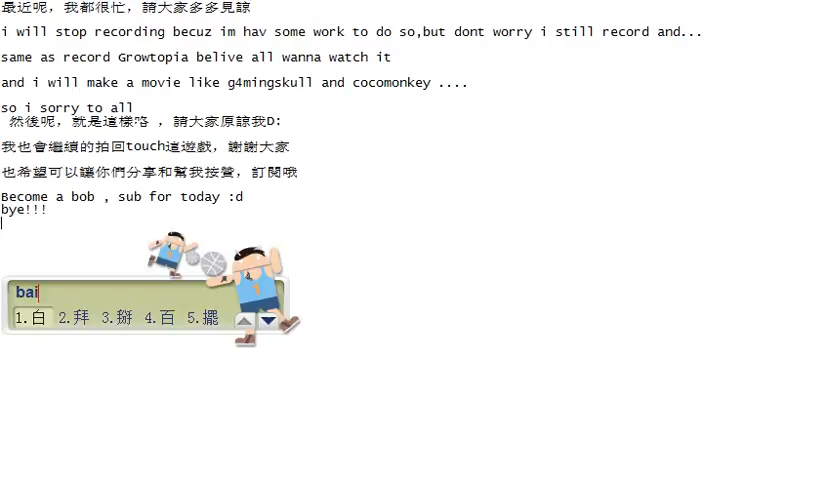 最近呢，我都很忙，請大家多多見諒
i will stop recording becuz im hav some work to do so,but dont worry i still record and...
same as record Growtopia belive all wanna watch it
and i will make a movie like g4mingskull and cocomonkey ....
so i sorry to all
然後呢，就是這樣咯 ，請大家原諒我D:
我也會繼續的拍回touch這遊戲，謝謝大家
也希望可以讓你們分享和幫我按贊，訂閱哦
Become a bob , sub for today :d
bye!!!
bai
1.白 2.拜 3.掰 4.百 5.擺
1
1